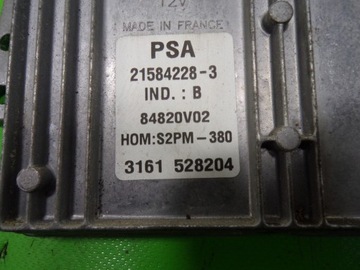 12V
MADE IN FRANCE
PSA
21584228-3
IND. : B
84820V02
HOM:S2PM-380
3161 528204